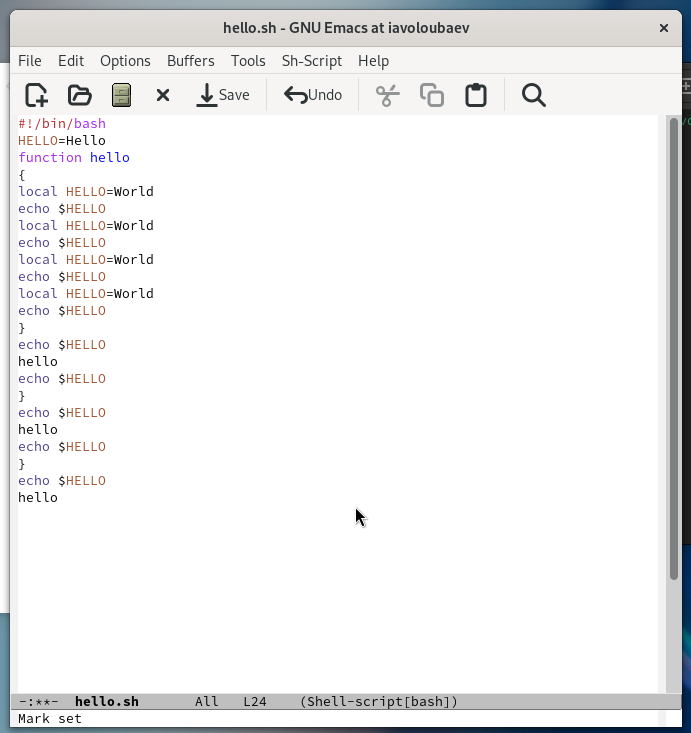 hello.sh - GNU Emacs at iavoloubaev ×
File Edit Options Buffers Tools Sh-Script Help
Save Undo
#!/bin/bash
HELLO=Hello
function hello
{
local HELLO=World
echo $HELLO
local HELLO=World
echo $HELLO
local HELLO=World
echo $HELLO
local HELLO=World
echo $HELLO
}
echo $HELLO
hello
echo $HELLO
}
echo $HELLO
hello
echo $HELLO
}
echo $HELLO
hello
-:**- hello.sh All L24 (Shell-script[bash])
Mark set